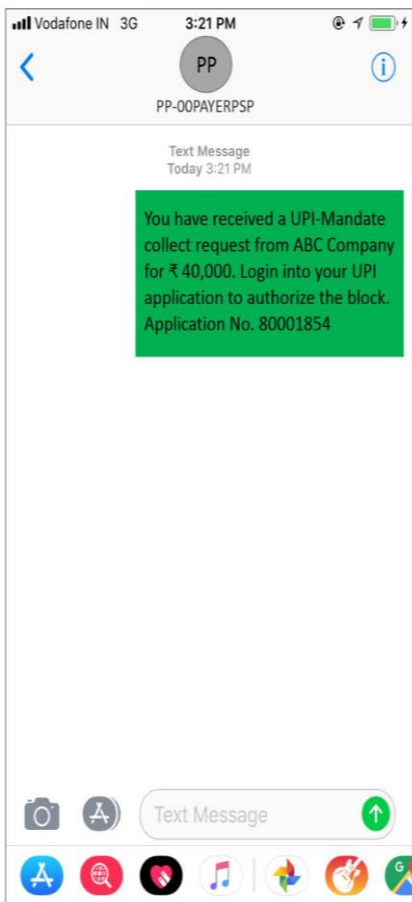 Vodafone IN 3G 3:21 PM
PP
PP-00PAYERPSP
Text Message
Today 3:21 PM
You have received a UPI-Mandate
collect request from ABC Company
for ₹ 40,000. Login into your UPI
application to authorize the block.
Application No. 80001854
Text Message